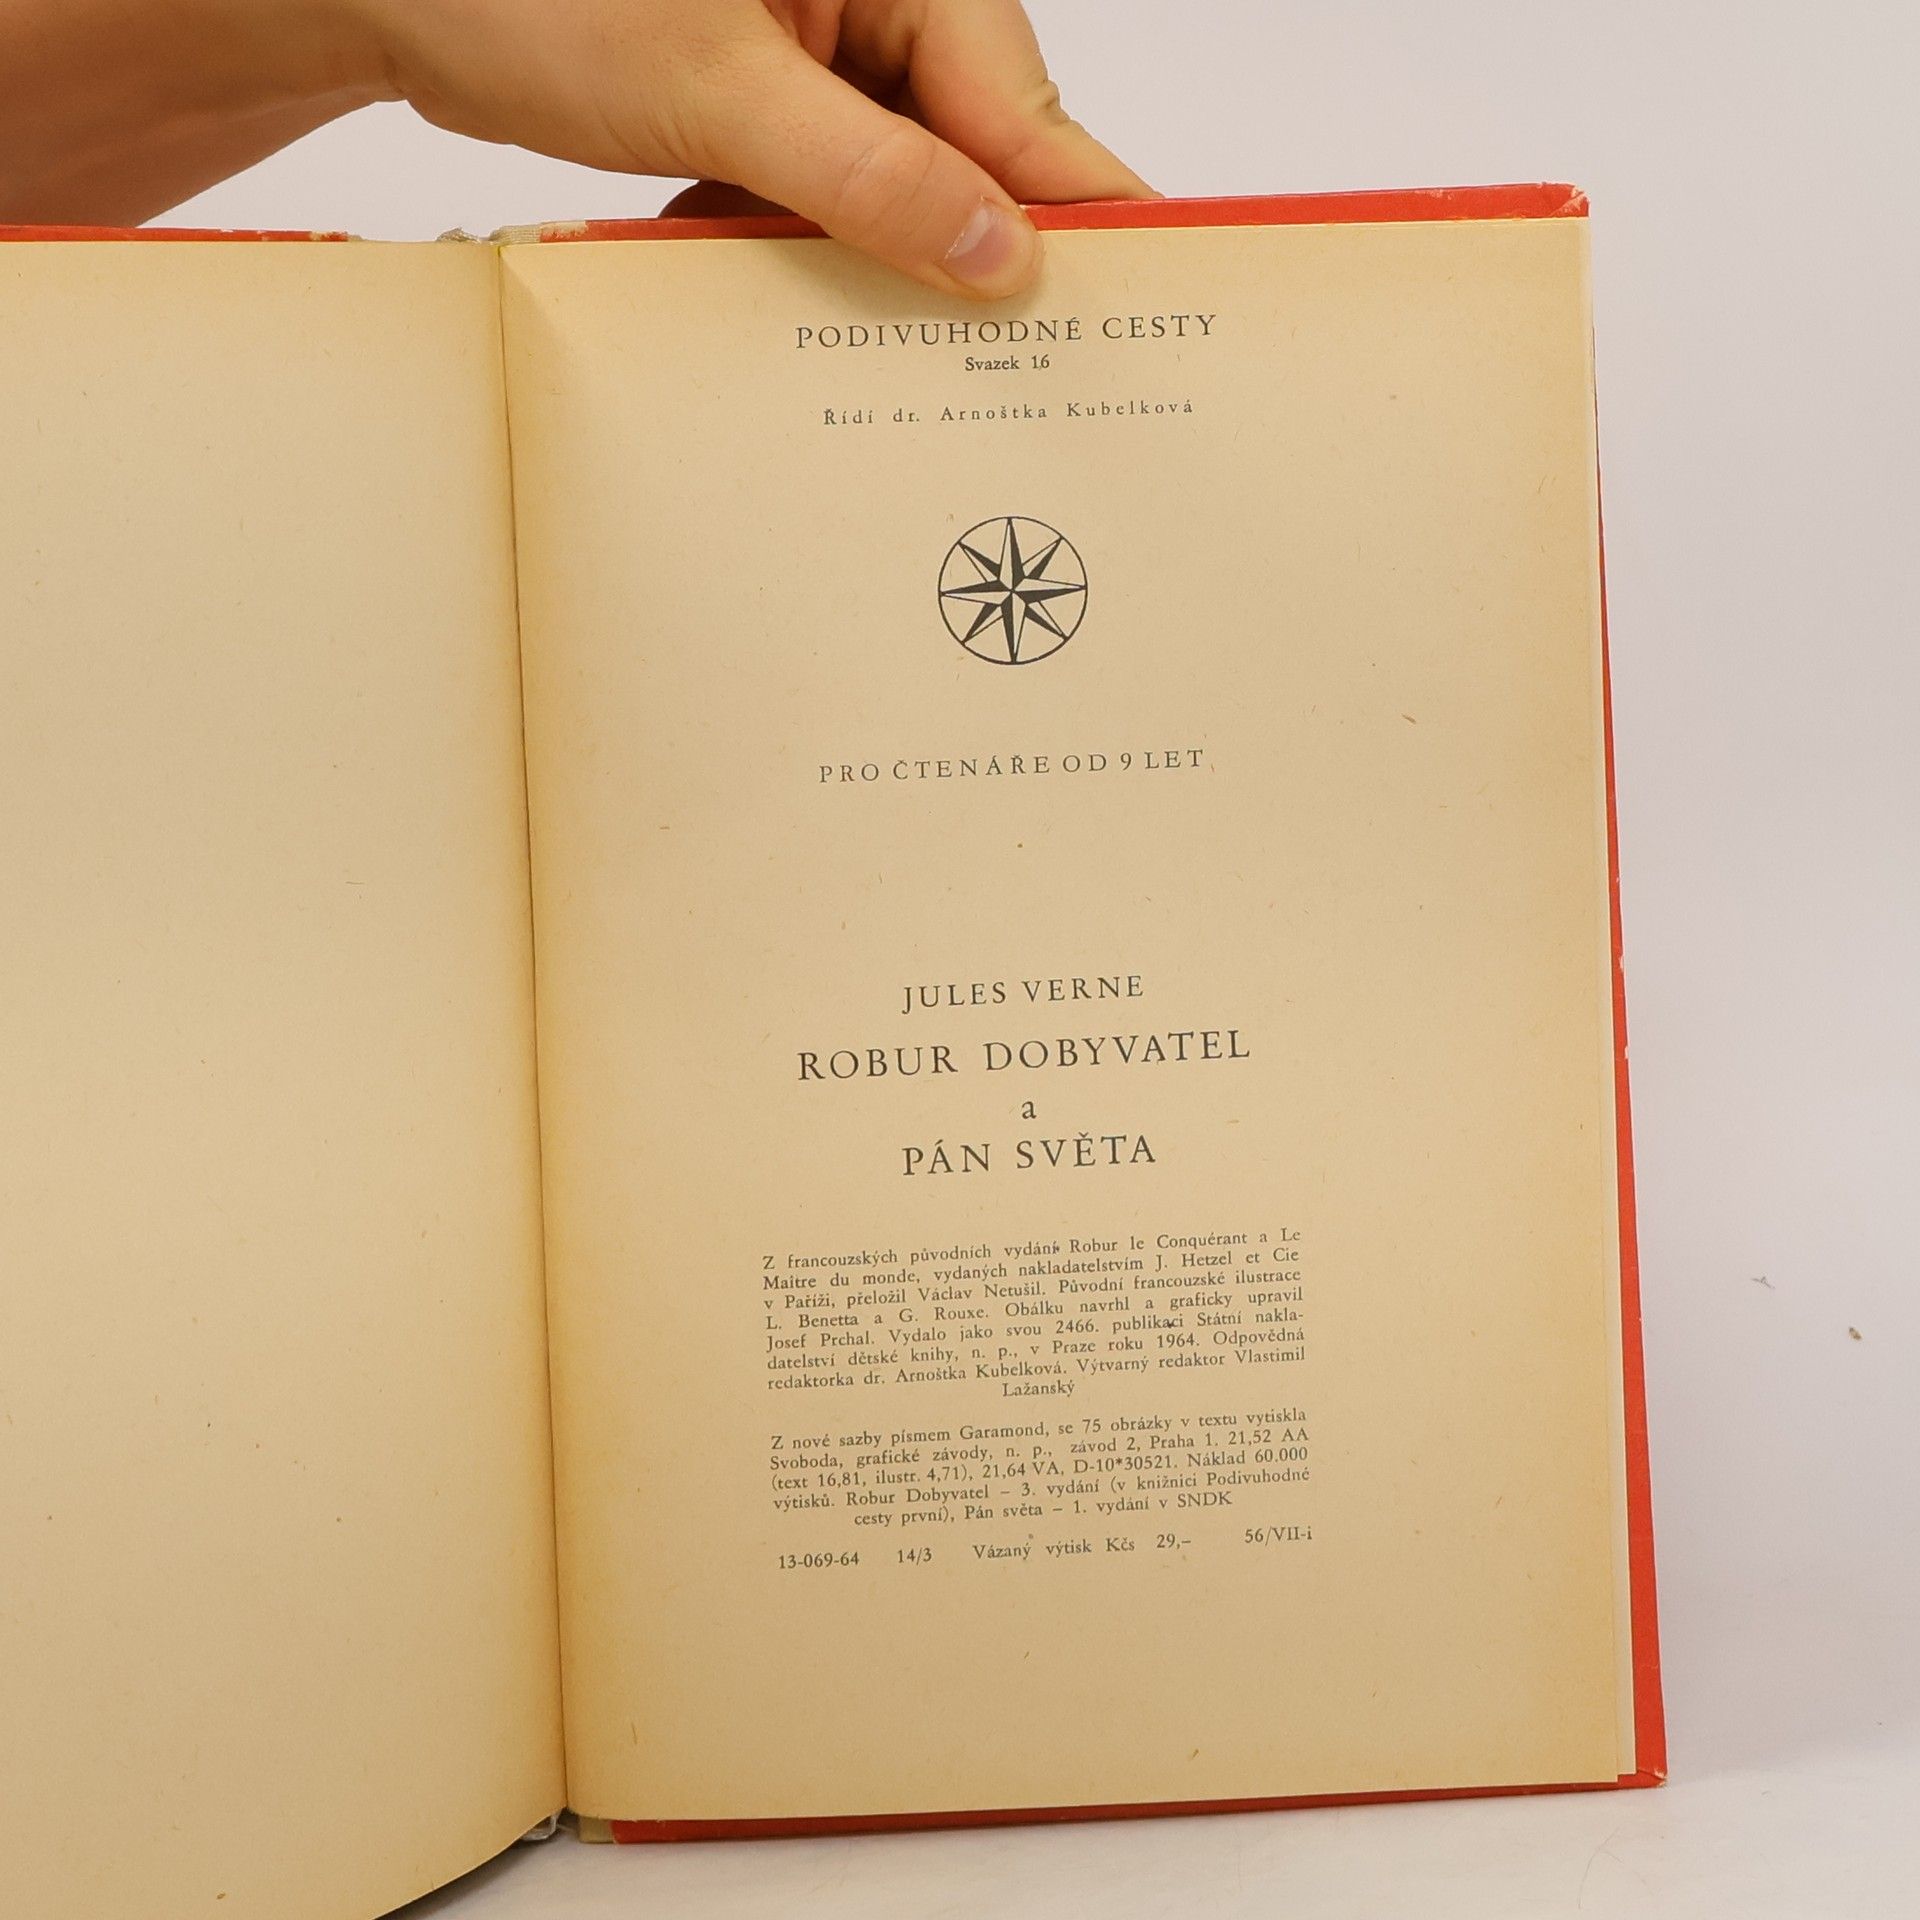 PODIVUHODNÉ CESTY
Svazek 16
Řídí dr. Arnoštka Kubelková
PRO ČTENÁŘE OD 9 LET
JULES VERNE
ROBUR DOBYVATEL
a
PÁN SVĚTA
Z francouzských původních vydání Robur le Conquérant a Le
Maître du monde, vydaných nakladatelstvím J. Hetzel et Cie
v Paříži, přeložil Václav Netušil. Původní francouzské ilustrace
L. Benetta a G. Rouxe. Obálku navrhl a graficky upravil
Josef Prchal. Vydalo jako svou 2466. publikaci Státní nakla-
datelství dětské knihy, n. p., v Praze roku 1964. Odpovědná
redaktorka dr. Arnoštka Kubelková. Výtvarný redaktor Vlastimil
Lažanský
Z nové sazby písmem Garamond, se 75 obrázky v textu vytiskla
Svoboda, grafické závody, n. p., závod 2, Praha 1. 21,52 AA
(text 16,81, ilustr. 4,71), 21,64 VA, D-10*30521. Náklad 60.000
výtisků. Robur Dobyvatel – 3. vydání (v knižnici Podivuhodné
cesty první), Pán světa – 1. vydání v SNDK
13-069-64 14/3 Vázaný výtisk Kčs 29,– 56/VII-i